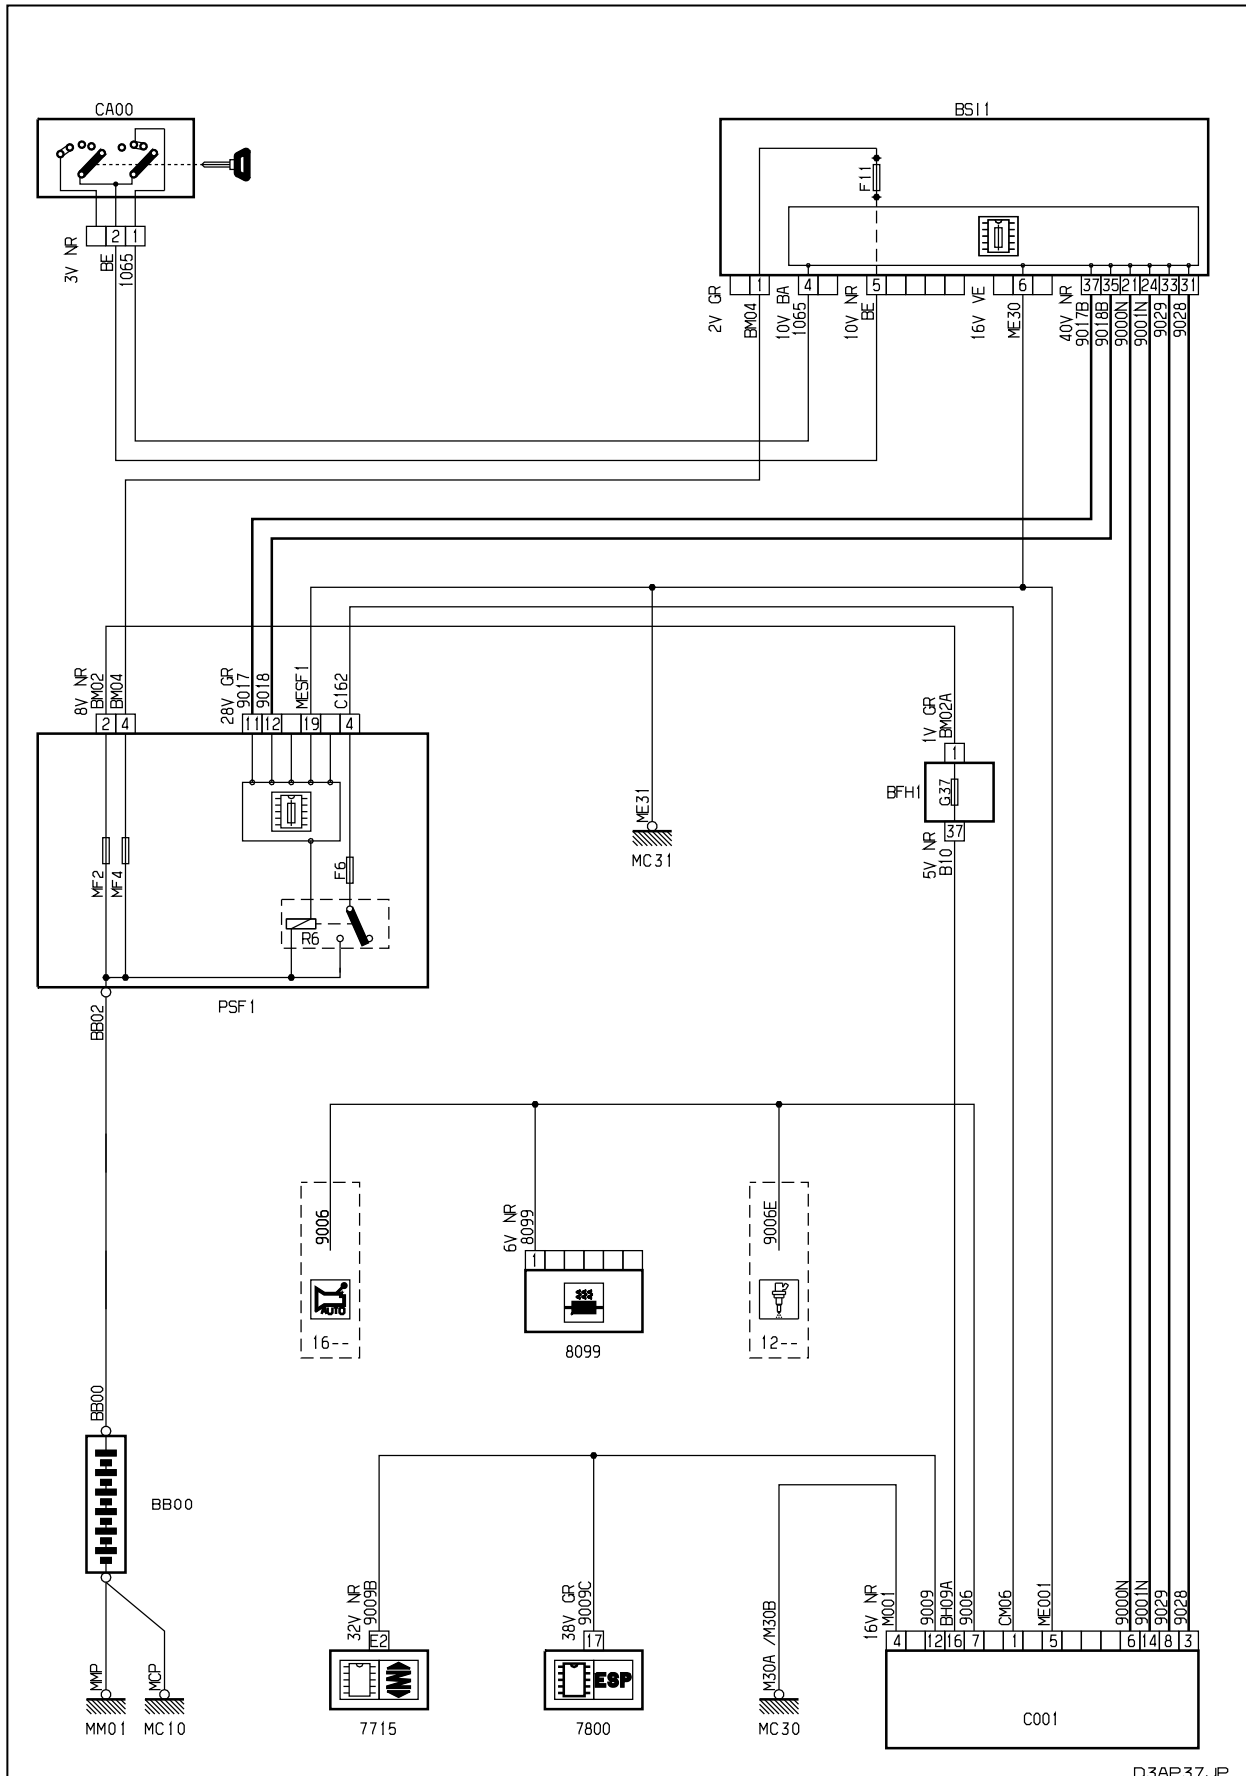 CA00
BSI1
F11
2
1
3V NR
BE
1065
1
4
5
6
37
35
21
24
33
31
2V GR
BM04
10V BA
1065
10V NR
BE
16V VE
ME30
40V NR
9017B
9018B
9000N
9001N
9029
9028
8V NR
BM02
BM04
28V GR
9017
9018
MESF1
C162
2
4
11
12
19
4
1V GR
BM02A
1
BFH1
G37
37
5V NR
B10
ME31
MC31
MF2
MF4
F6
R6
PSF1
BB02
9006
AUTO
16--
6V NR
8099
1
8099
9006E
12--
BB00
BB00
MMP
MCP
MM01
MC10
32V NR
9009B
E2
7715
38V GR
9009C
17
ESP
7800
M30A /M30B
MC30
16V NR
M001
9009
BH09A
9006
CM06
ME001
9000N
9001N
9029
9028
4
12
16
7
1
5
6
14
8
3
C001
D3AP37JP